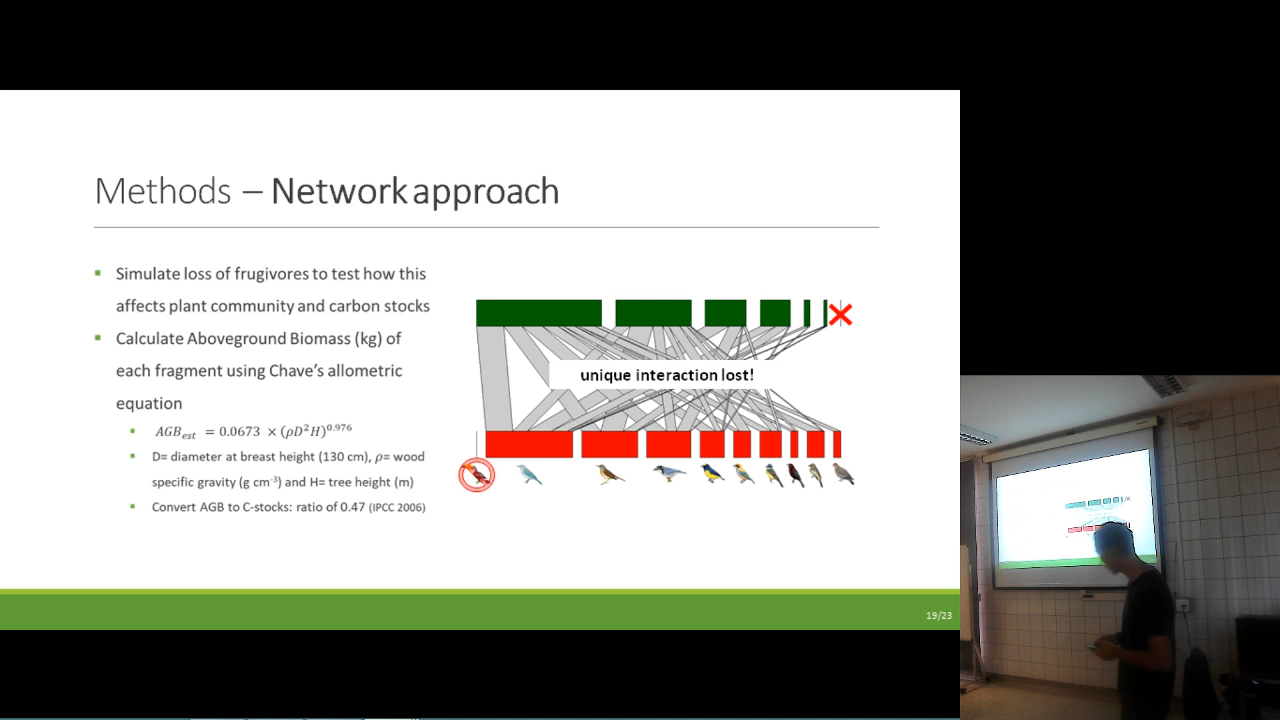 Methods – Network approach
▪ Simulate loss of frugivores to test how this
affects plant community and carbon stocks
▪ Calculate Aboveground Biomass (kg) of
each fragment using Chave's allometric
equation
▪ AGB_est = 0.0673 × (ρD²H)^0.976
▪ D= diameter at breast height (130 cm), ρ= wood
specific gravity (g cm⁻³) and H= tree height (m)
▪ Convert AGB to C-stocks: ratio of 0.47 (IPCC 2006)
unique interaction lost!
19/23